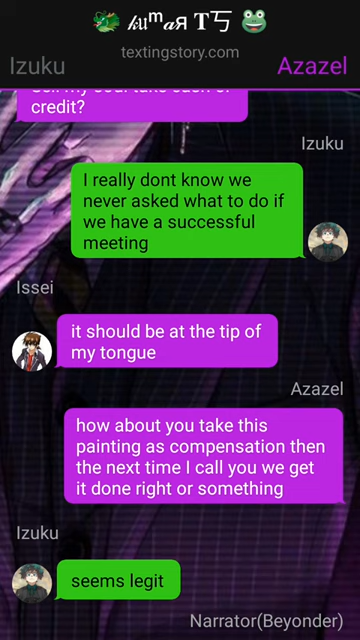 textingstory.com
Izuku
Azazel
credit?
Izuku
I really dont know we
never asked what to do if
we have a successful
meeting
Issei
it should be at the tip of
my tongue
Azazel
how about you take this
painting as compensation then
the next time I call you we get
it done right or something
Izuku
seems legit
Narrator(Beyonder)